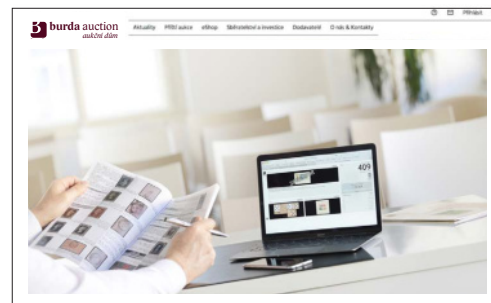 Přihlásit
burda auction
aukční dům
Aktuality Příští aukce eShop Sběratelství a investice Dodavatelé O nás & Kontakty
409